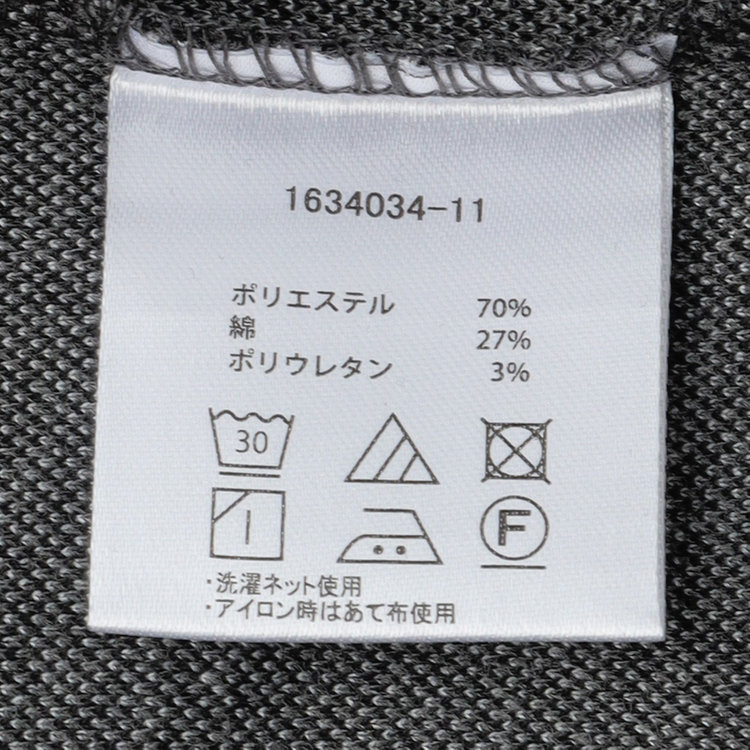 1634034-11
ポリエステル 70%
綿 27%
ポリウレタン 3%
30
F
・洗濯ネット使用
・アイロン時はあて布使用